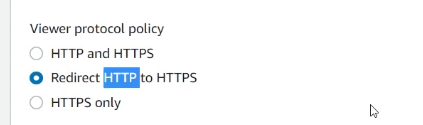 Viewer protocol policy
HTTP and HTTPS
Redirect HTTP to HTTPS
HTTPS only